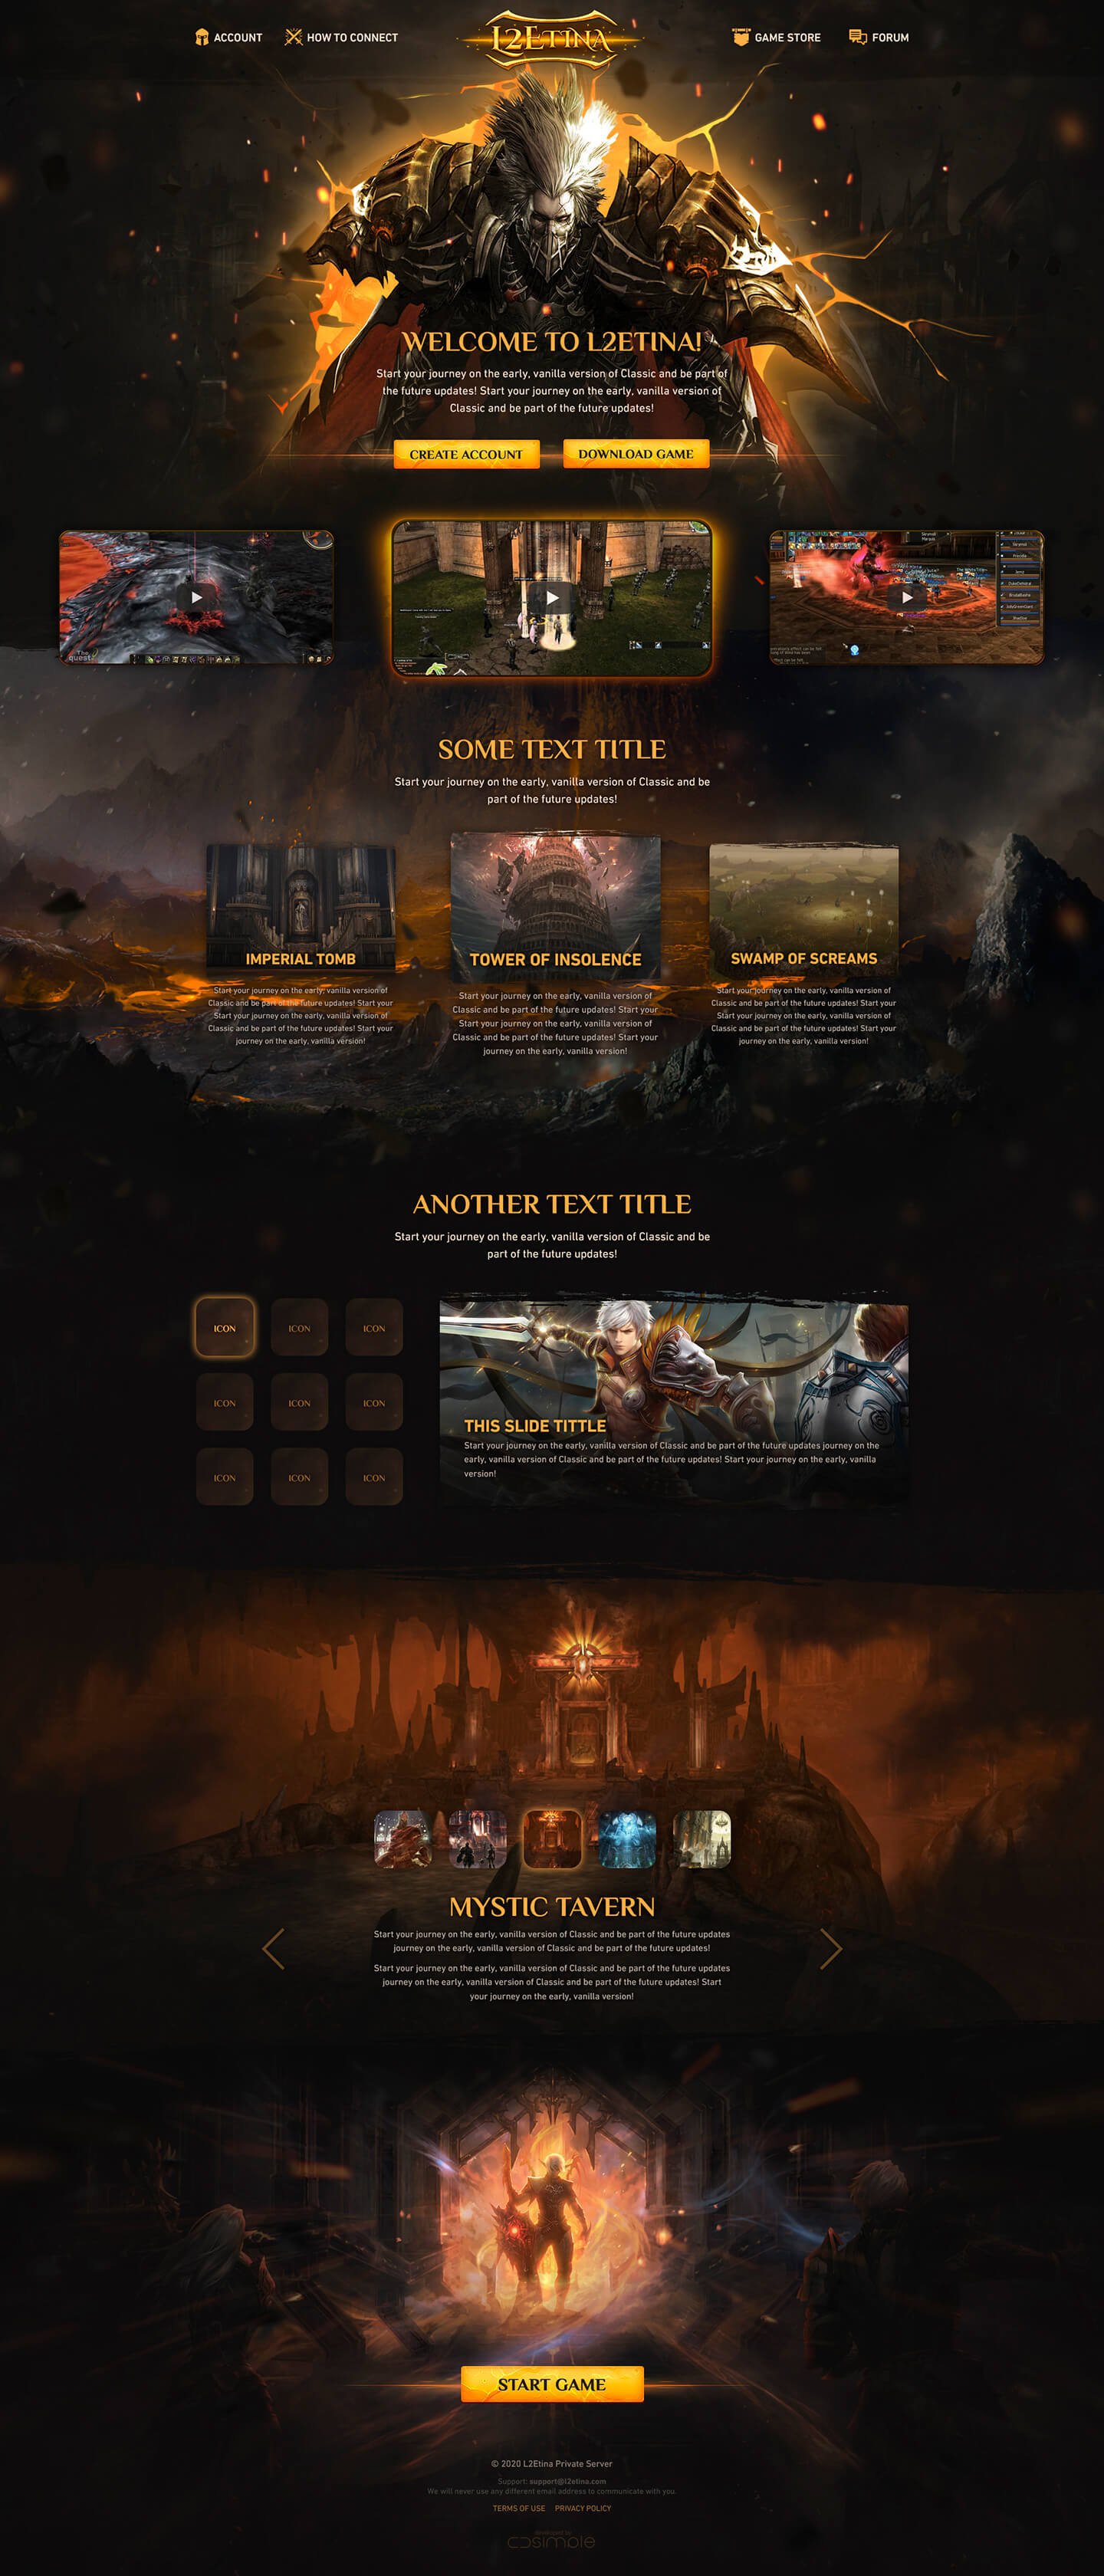 ACCOUNT
HOW TO CONNECT
L2ETINA
GAME STORE
FORUM
WELCOME TO L2ETINA!
Start your journey on the early, vanilla version of Classic and be part of
the future updates! Start your journey on the early, vanilla version of
Classic and be part of the future updates!
CREATE ACCOUNT
DOWNLOAD GAME
The
quest
SOME TEXT TITLE
Start your journey on the early, vanilla version of Classic and be
part of the future updates!
IMPERIAL TOMB
Start your journey on the early, vanilla version of
Classic and be part of the future updates! Start your
Start your journey on the early, vanilla version of
Classic and be part of the future updates! Start your
journey on the early, vanilla version!
TOWER OF INSOLENCE
Start your journey on the early, vanilla version of
Classic and be part of the future updates! Start your
Start your journey on the early, vanilla version of
Classic and be part of the future updates! Start your
journey on the early, vanilla version!
SWAMP OF SCREAMS
Start your journey on the early, vanilla version of
Classic and be part of the future updates! Start your
Start your journey on the early, vanilla version of
Classic and be part of the future updates! Start your
journey on the early, vanilla version!
ANOTHER TEXT TITLE
Start your journey on the early, vanilla version of Classic and be
part of the future updates!
ICON
ICON
ICON
ICON
ICON
ICON
ICON
ICON
ICON
THIS SLIDE TITTLE
Start your journey on the early, vanilla version of Classic and be part of the future updates journey on the
early, vanilla version of Classic and be part of the future updates! Start your journey on the early, vanilla
version!
MYSTIC TAVERN
Start your journey on the early, vanilla version of Classic and be part of the future updates
journey on the early, vanilla version of Classic and be part of the future updates!
Start your journey on the early, vanilla version of Classic and be part of the future updates
journey on the early, vanilla version of Classic and be part of the future updates! Start
your journey on the early, vanilla version!
START GAME
© 2020 L2Etina Private Server
Support: support@l2etina.com
We will never use any different email address to communicate with you.
TERMS OF USE
PRIVACY POLICY
simple